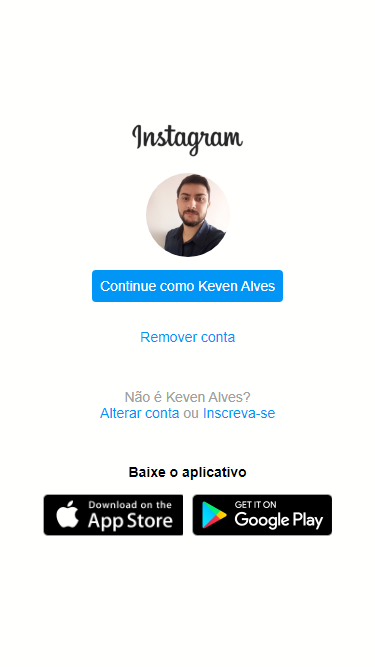 Instagram
Continue como Keven Alves
Remover conta
Não é Keven Alves?
Alterar conta ou Inscreva-se
Baixe o aplicativo
Download on the
App Store
GET IT ON
Google Play